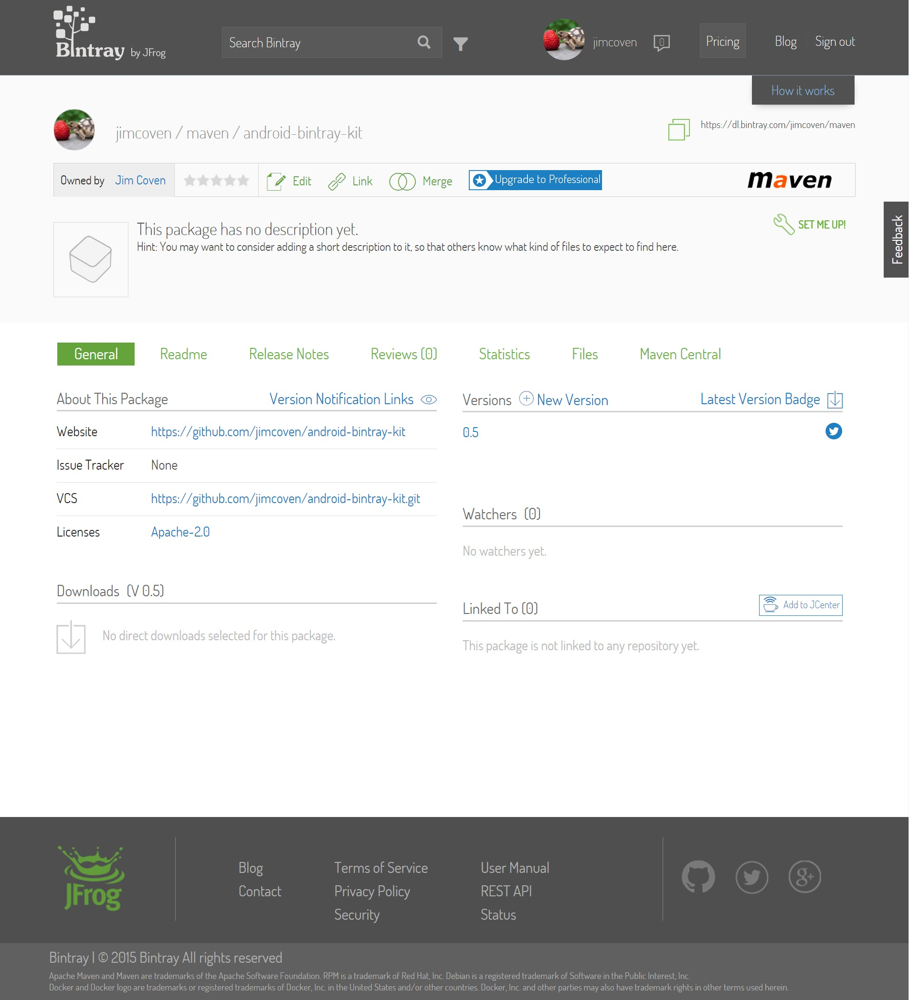 Bintray by JFrog
Search Bintray
jimcoven
0
Pricing
Blog
Sign out
How it works
jimcoven / maven / android-bintray-kit
https://dl.bintray.com/jimcoven/maven
Owned by Jim Coven
Edit
Link
Merge
Upgrade to Professional
maven
This package has no description yet.
SET ME UP!
Hint: You may want to consider adding a short description to it, so that others know what kind of files to expect to find here.
Feedback
General
Readme
Release Notes
Reviews (0)
Statistics
Files
Maven Central
About This Package
Version Notification Links
Website
https://github.com/jimcoven/android-bintray-kit
Issue Tracker
None
VCS
https://github.com/jimcoven/android-bintray-kit.git
Licenses
Apache-2.0
Downloads (V 0.5)
No direct downloads selected for this package.
Versions
New Version
Latest Version Badge
0.5
Watchers (0)
No watchers yet.
Linked To (0)
Add to JCenter
This package is not linked to any repository yet.
JFrog
Blog
Contact
Terms of Service
Privacy Policy
Security
User Manual
REST API
Status
g+
Bintray | © 2015 Bintray All rights reserved
Apache Maven and Maven are trademarks of the Apache Software Foundation. RPM is a trademark of Red Hat, Inc. Debian is a registered trademark of Software in the Public Interest, Inc.
Docker and Docker logo are trademarks or registered trademarks of Docker, Inc. in the United States and/or other countries. Docker, Inc. and other parties may also have trademark rights in other terms used herein.